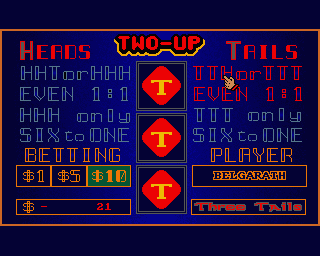 TWO-UP
HEADS TAILS
HHTorHHH TTHorTTT
EVEN 1:1 EVEN 1:1
HHH only TTT only
SIXtoONE SIXtoONE
BETTING PLAYER
T
T
T
$1 $5 $10 BELGARATH
$ - 21 Three Tails